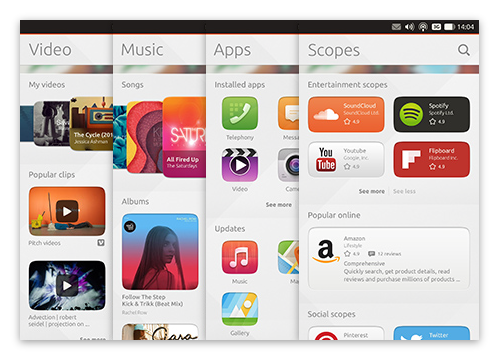 3G
14:04
Video
My videos
The Cycle (201
Jessica Ashman
Popular clips
Pitch videos
V
Advection | robert
seidel | projection on ...
See more
Music
Songs
SATUR
All Fired Up
The Saturdays
Albums
Follow The Step
Kick & Trikk (Beat Mix)
Rachel Row
Apps
Installed apps
Telephony
Messa
Video
Came
See more
Updates
Music
Ma
Gallery
Scopes
Entertainment scopes
SoundCloud
SoundCloud Ltd.
4,9
Spotify
Spotify Ltd.
4,9
You
Tube
Youtube
Google, Inc.
4,9
Flipboard
Flipboard Inc.
4,9
See more
See less
Popular online
a
Amazon
Lifestyle
4,9
12 reviews
Comprehensive
Quickly search, get product details, read
reviews and purchase millions of products ...
Social scopes
Pinterest
Twitter